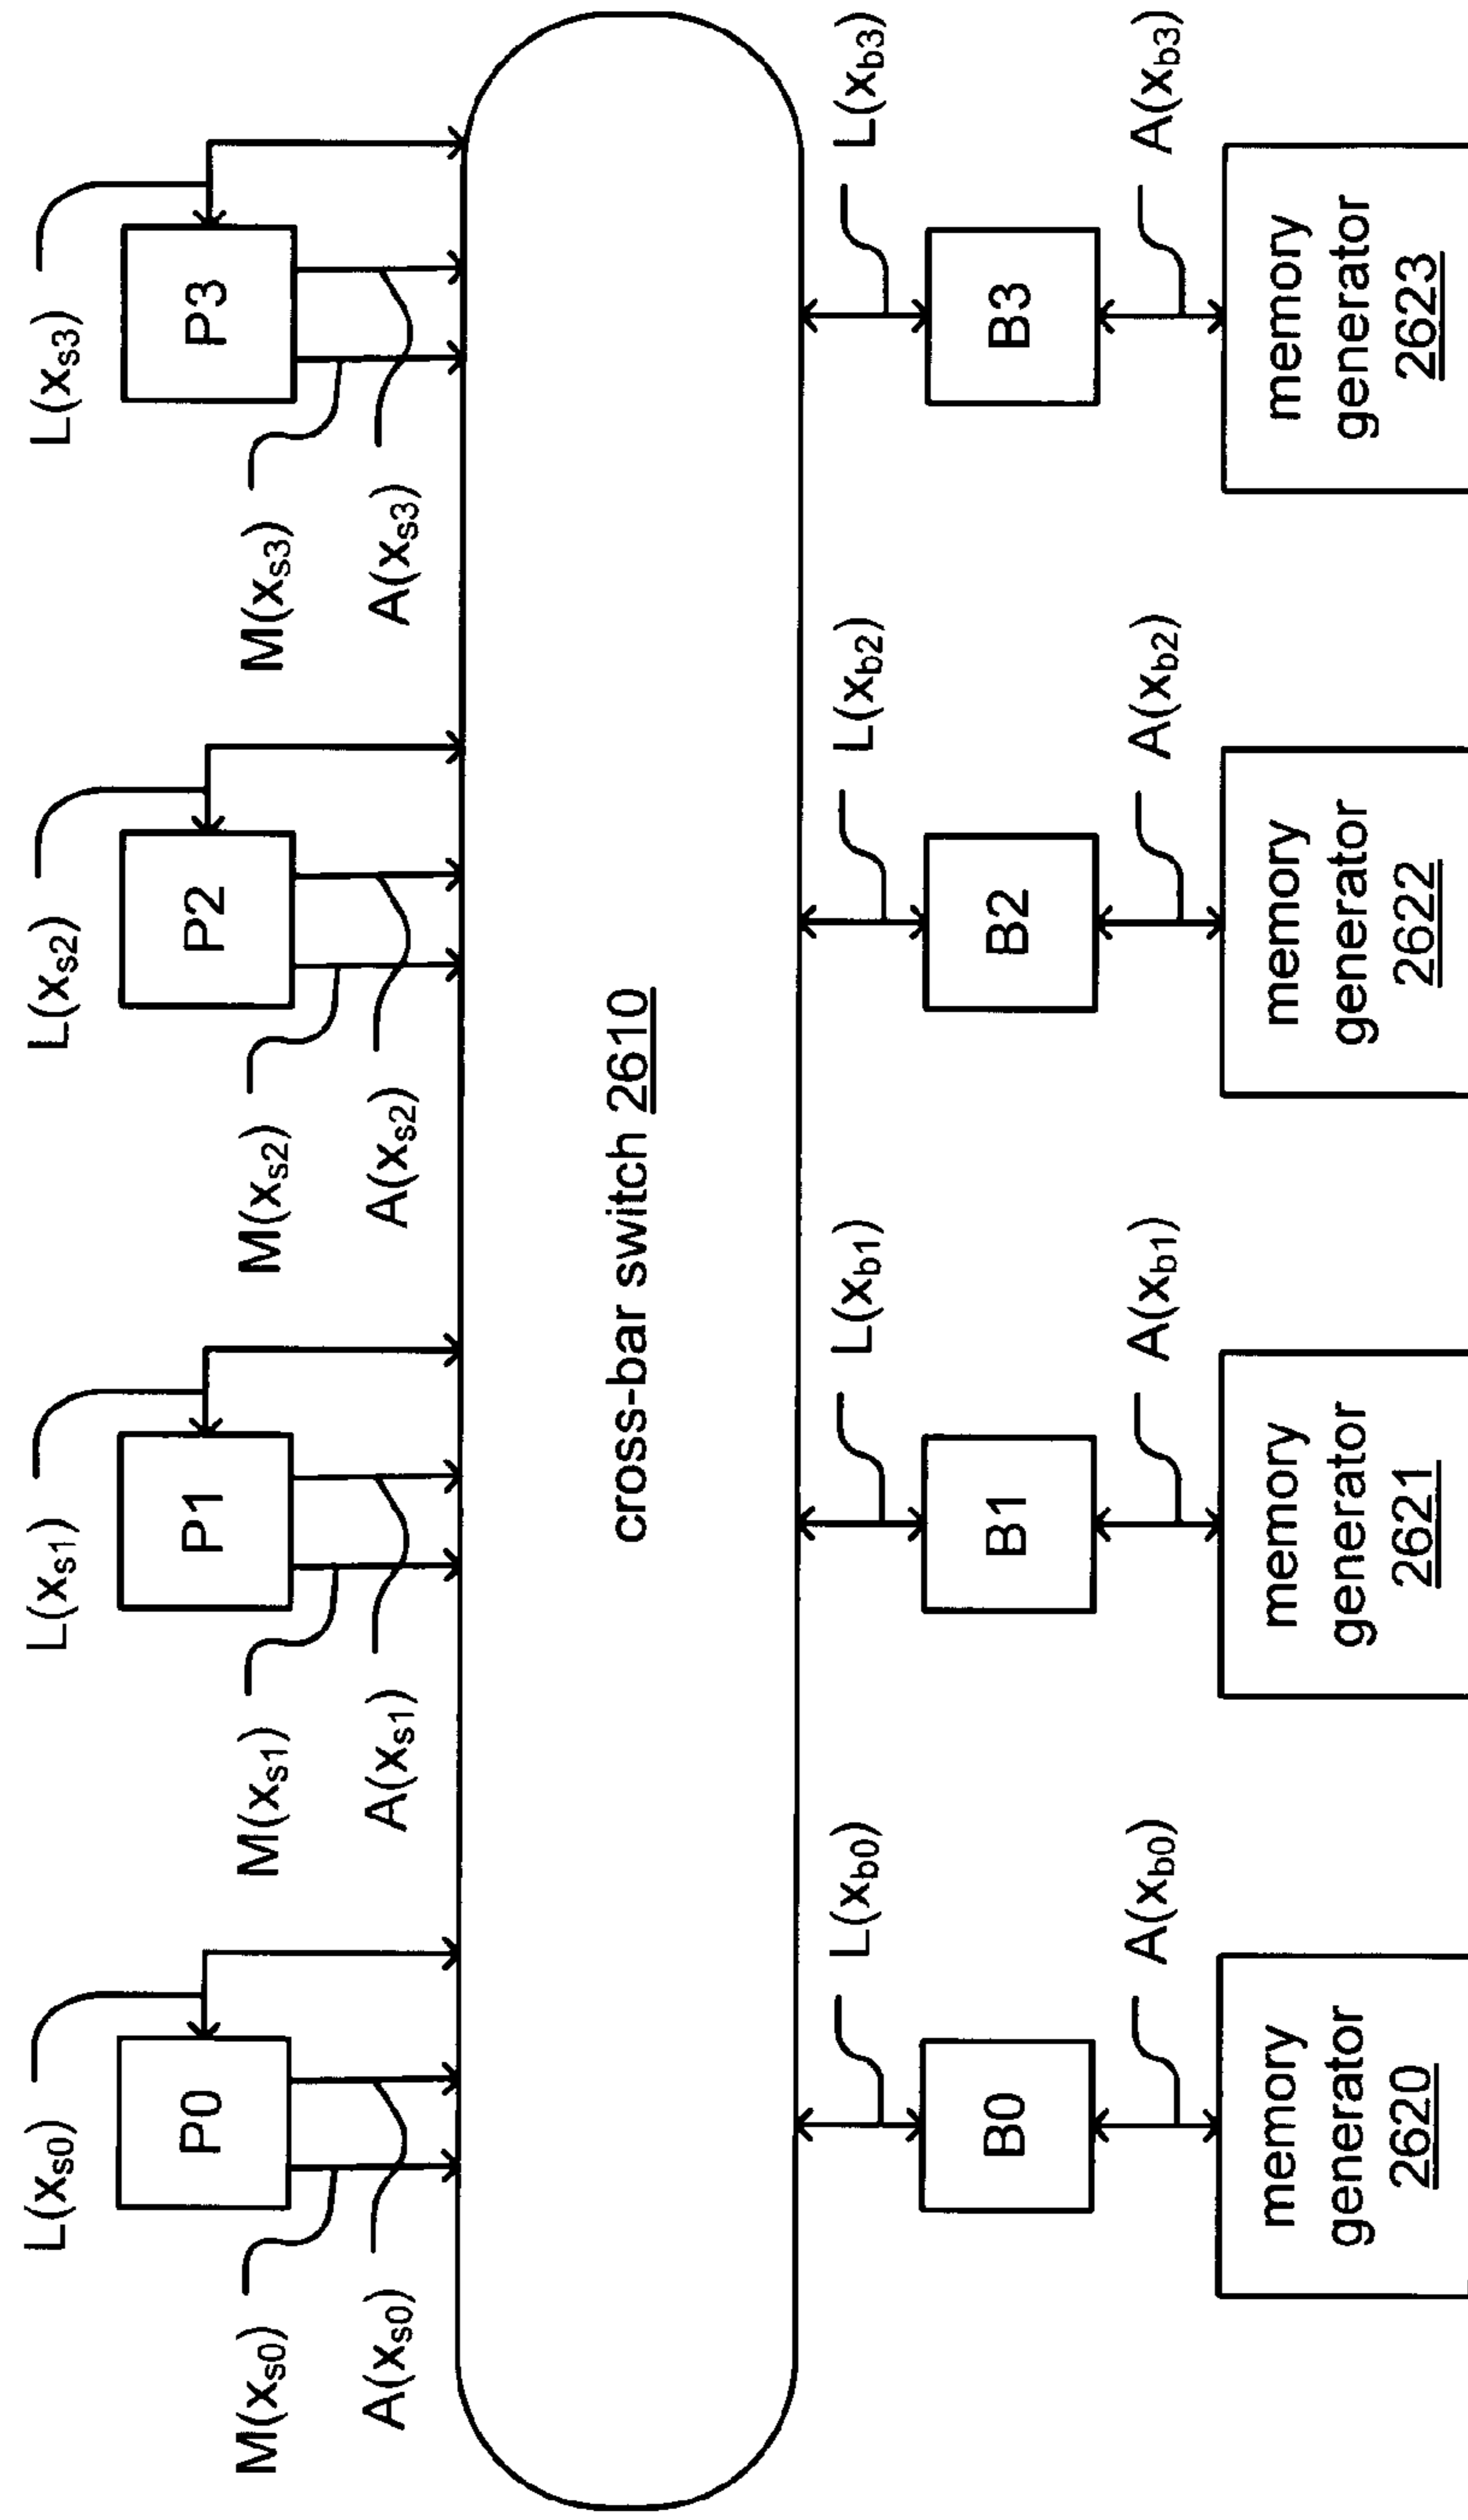 L(xs0)
P0
M(xs0)
A(xs0)
L(xs1)
P1
M(xs1)
A(xs1)
L(xs2)
P2
M(xs2)
A(xs2)
L(xs3)
P3
M(xs3)
A(xs3)
cross-bar switch 2610
L(xb0)
B0
A(xb0)
memory
generator
2620
L(xb1)
B1
A(xb1)
memory
generator
2621
L(xb2)
B2
A(xb2)
memory
generator
2622
L(xb3)
B3
A(xb3)
memory
generator
2623